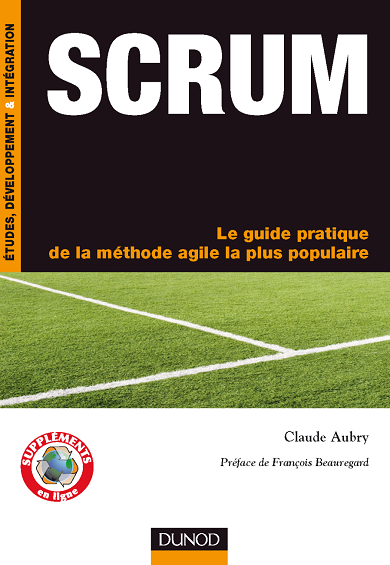 ÉTUDES, DÉVELOPPEMENT & INTÉGRATION
SCRUM
Le guide pratique
de la méthode agile la plus populaire
Claude Aubry
Préface de François Beauregard
SUPPLÉMENTS
en ligne
DUNOD